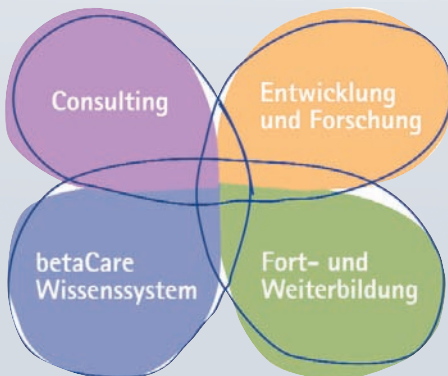 Consulting
Entwicklung
und Forschung
betaCare
Wissenssystem
Fort- und
Weiterbildung